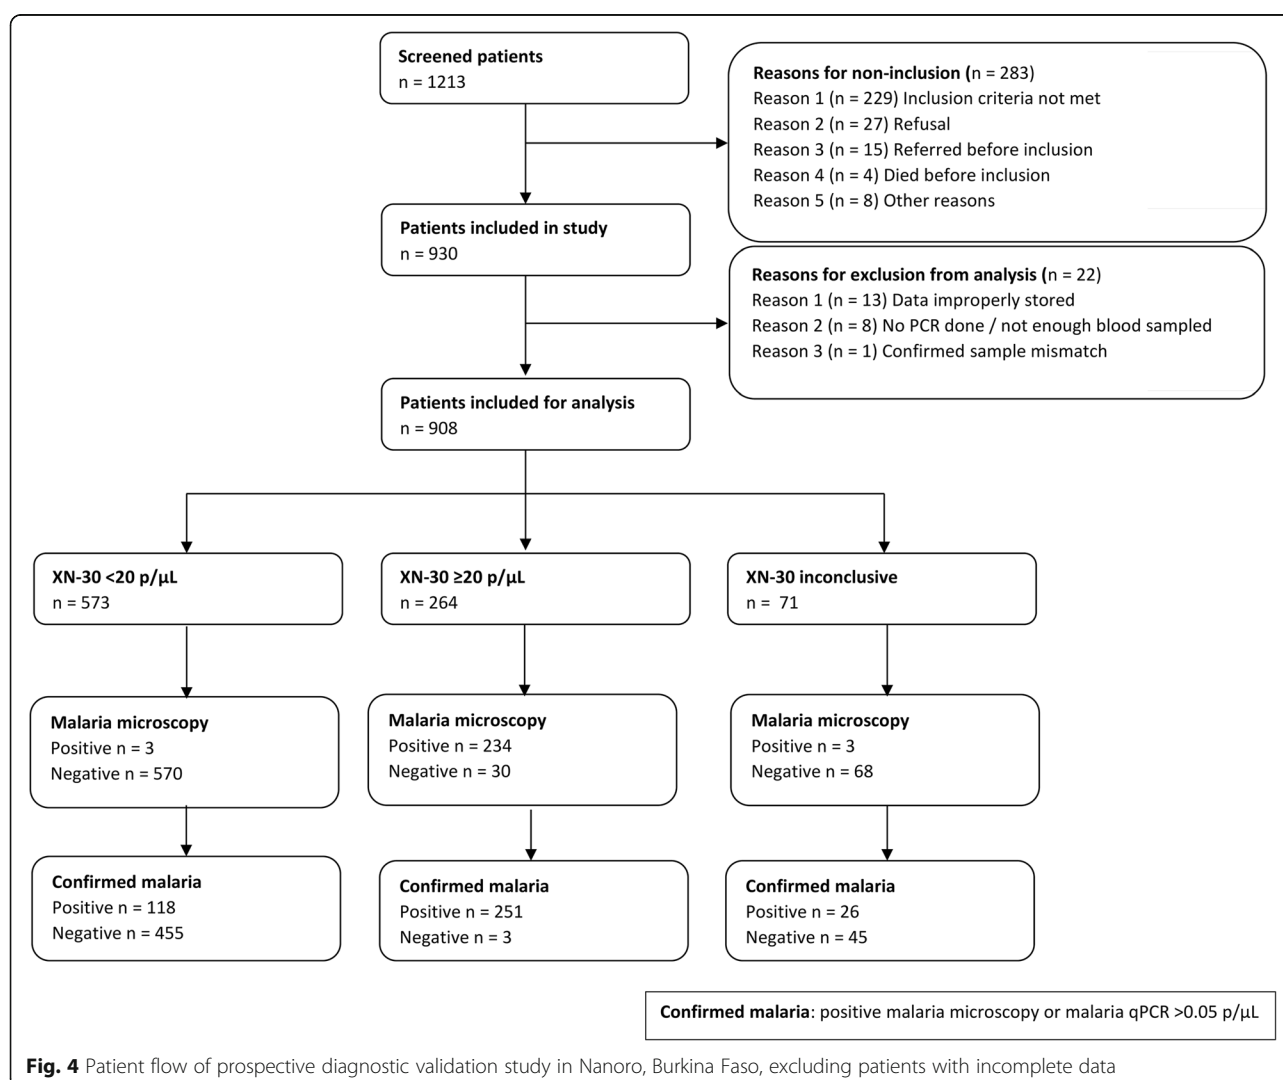 Screened patients
n = 1213
Reasons for non-inclusion (n = 283)
Reason 1 (n = 229) Inclusion criteria not met
Reason 2 (n = 27) Refusal
Reason 3 (n = 15) Referred before inclusion
Reason 4 (n = 4) Died before inclusion
Reason 5 (n = 8) Other reasons
Patients included in study
n = 930
Reasons for exclusion from analysis (n = 22)
Reason 1 (n = 13) Data improperly stored
Reason 2 (n = 8) No PCR done / not enough blood sampled
Reason 3 (n = 1) Confirmed sample mismatch
Patients included for analysis
n = 908
XN-30 <20 p/µL
n = 573
XN-30 ≥20 p/µL
n = 264
XN-30 inconclusive
n = 71
Malaria microscopy
Positive n = 3
Negative n = 570
Malaria microscopy
Positive n = 234
Negative n = 30
Malaria microscopy
Positive n = 3
Negative n = 68
Confirmed malaria
Positive n = 118
Negative n = 455
Confirmed malaria
Positive n = 251
Negative n = 3
Confirmed malaria
Positive n = 26
Negative n = 45
Confirmed malaria: positive malaria microscopy or malaria qPCR >0.05 p/µL
Fig. 4 Patient flow of prospective diagnostic validation study in Nanoro, Burkina Faso, excluding patients with incomplete data